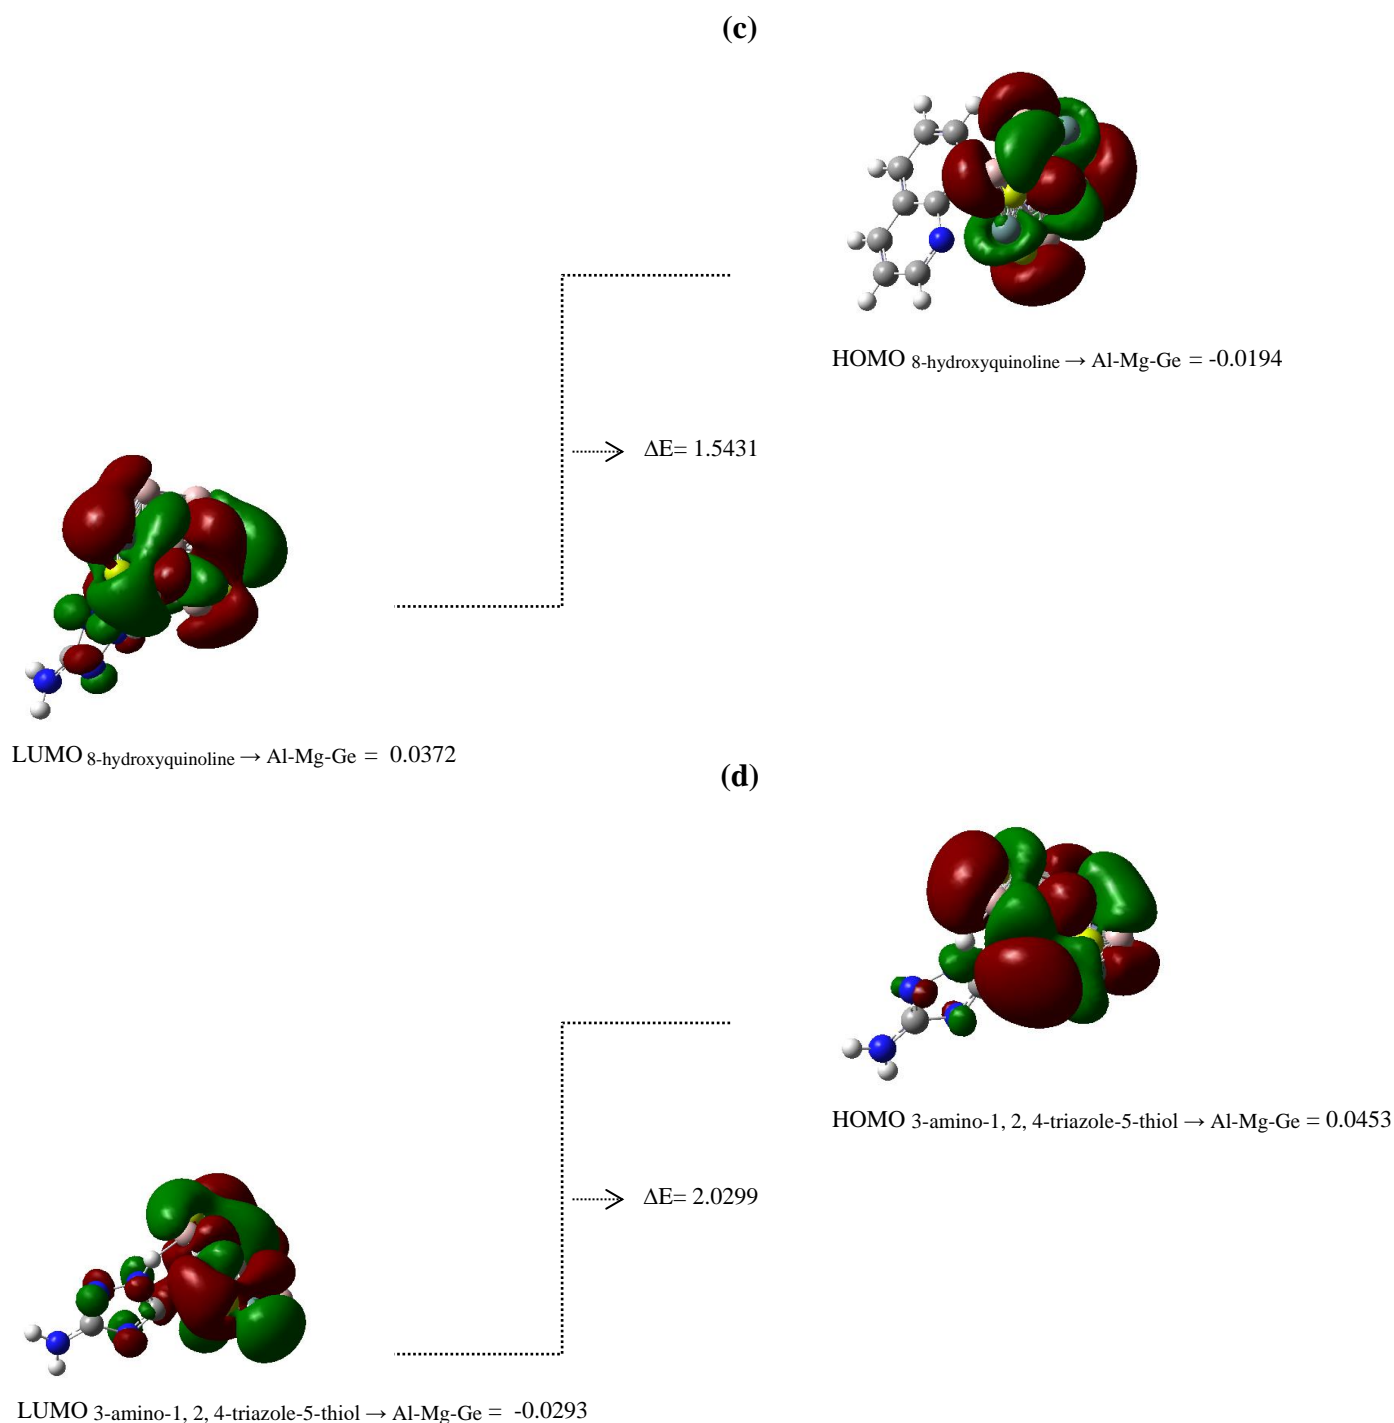 (c)
HOMO 8-hydroxyquinoline → Al-Mg-Ge = -0.0194
ΔE= 1.5431
LUMO 8-hydroxyquinoline → Al-Mg-Ge = 0.0372
(d)
HOMO 3-amino-1, 2, 4-triazole-5-thiol → Al-Mg-Ge = 0.0453
ΔE= 2.0299
LUMO 3-amino-1, 2, 4-triazole-5-thiol → Al-Mg-Ge = -0.0293